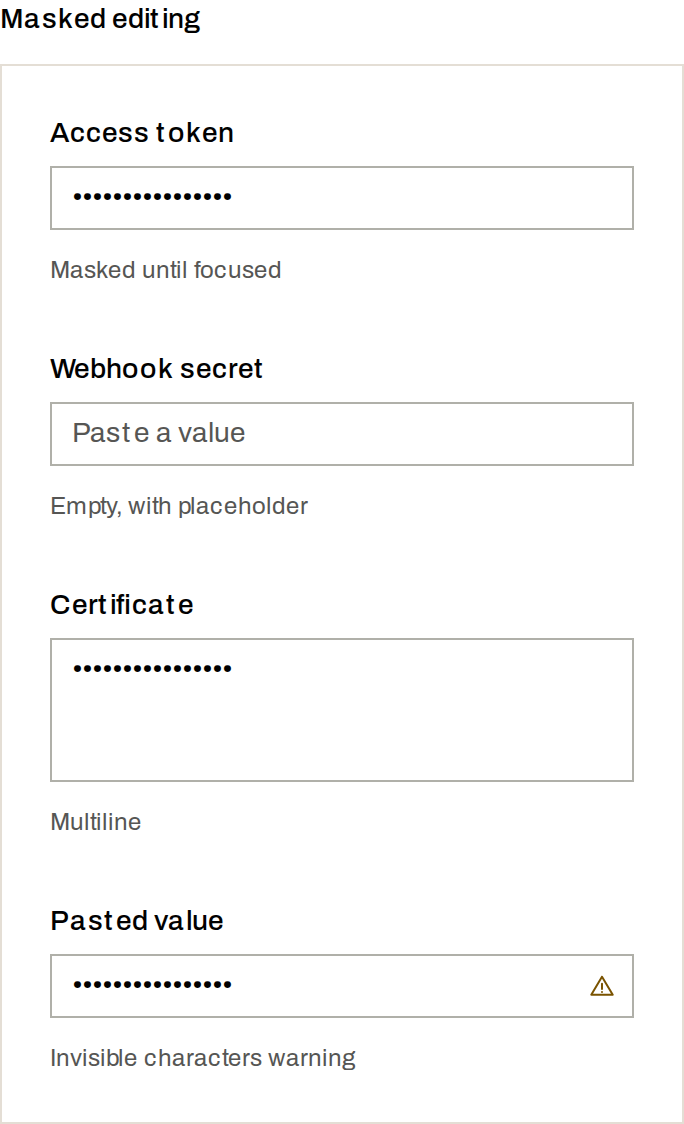 Masked editing
Access token
••••••••••••••••
Masked until focused
Webhook secret
Paste a value
Empty, with placeholder
Certificate
••••••••••••••••
Multiline
Pasted value
••••••••••••••••
Invisible characters warning